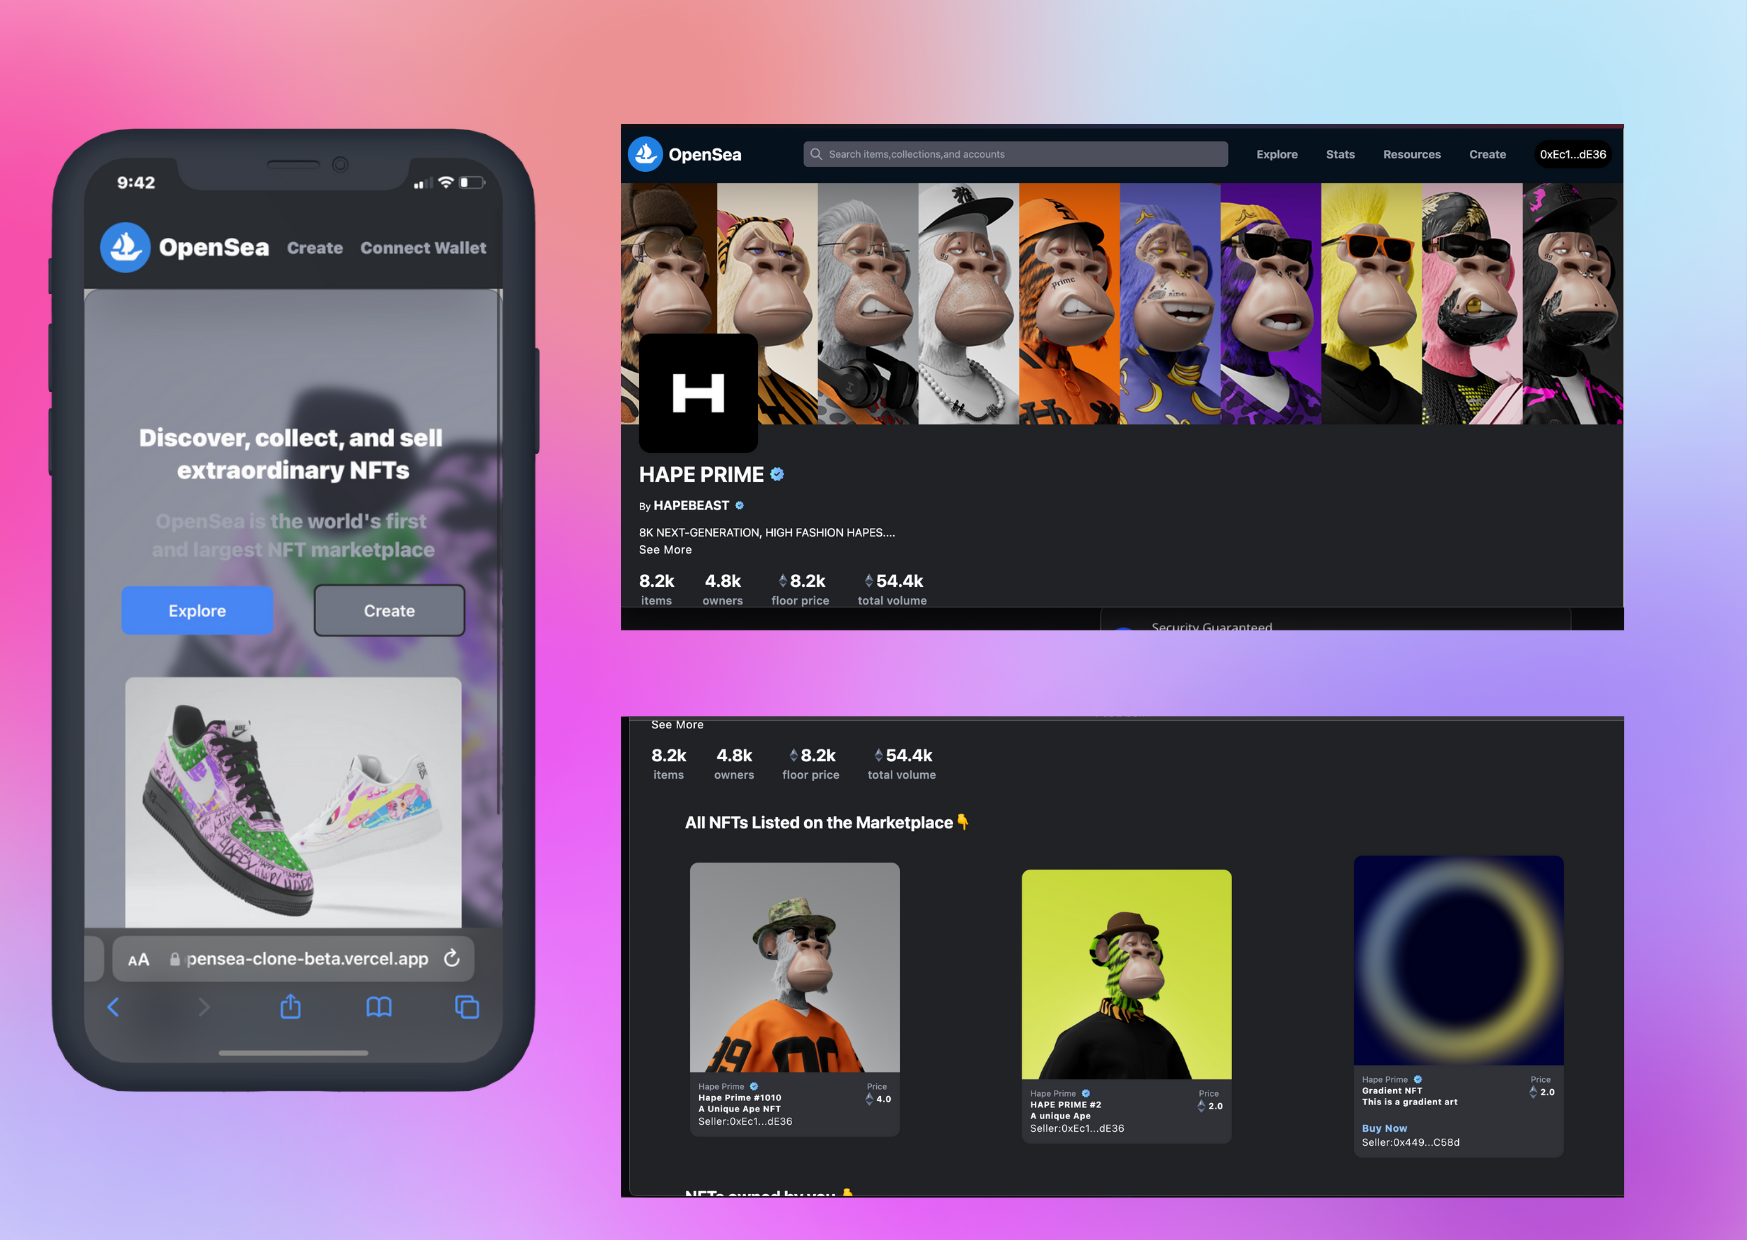 9:42
OpenSea Create Connect Wallet
Discover, collect, and sell
extraordinary NFTs
OpenSea is the world's first
and largest NFT marketplace
Explore
Create
NIKE
HAPPY
AA pensea-clone-beta.vercel.app
OpenSea
Search items,collections,and accounts
Explore Stats Resources Create 0xEc1...dE36
Prime
H
HAPE PRIME
By HAPEBEAST
8K NEXT-GENERATION, HIGH FASHION HAPES....
See More
8.2k 4.8k 8.2k 54.4k
items owners floor price total volume
Security Guaranteed
See More
8.2k 4.8k 8.2k 54.4k
items owners floor price total volume
All NFTs Listed on the Marketplace👇
Hape Prime Price
Hape Prime #1010 4.0
A Unique Ape NFT
Seller:0xEc1...dE36
Hape Prime Price
HAPE PRIME #2 2.0
A unique Ape
Seller:0xEc1...dE36
Hape Prime Price
Gradient NFT 2.0
This is a gradient art
Buy Now
Seller:0x449...C58d
NFTs owned by you 👇